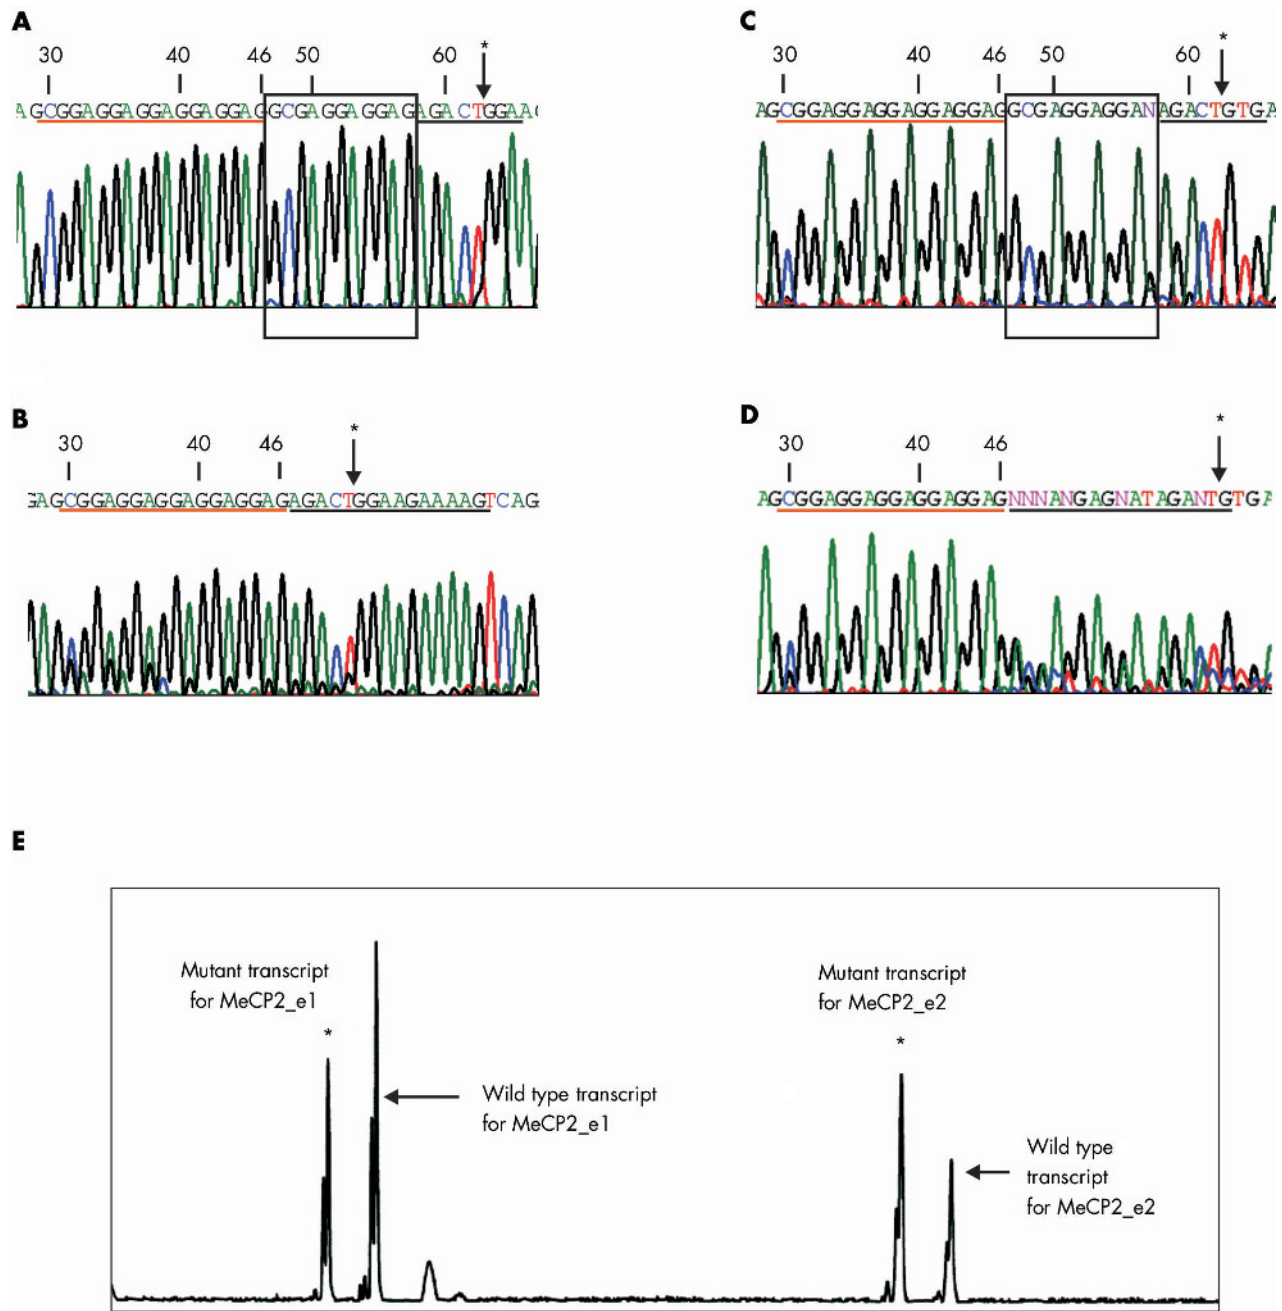 A
*
30 40 46 50 60
AGCGGAGGAGGAGGAGGAGGCGAGGAGGAGAGACTGGAA
C
*
30 40 46 50 60
AGCGGAGGAGGAGGAGGAGGCGAGGAGGANAGACTGTGA
B
*
30 40 46
GAGCGGAGGAGGAGGAGGAGAGACTGGAAGAAAAGTCAG
D
*
30 40 46
AGCGGAGGAGGAGGAGGAGNNNANGAGNATAGANTGTGA
E
Mutant transcript
for MeCP2_e1
*
Wild type transcript
for MeCP2_e1
Mutant transcript
for MeCP2_e2
*
Wild type
transcript
for MeCP2_e2